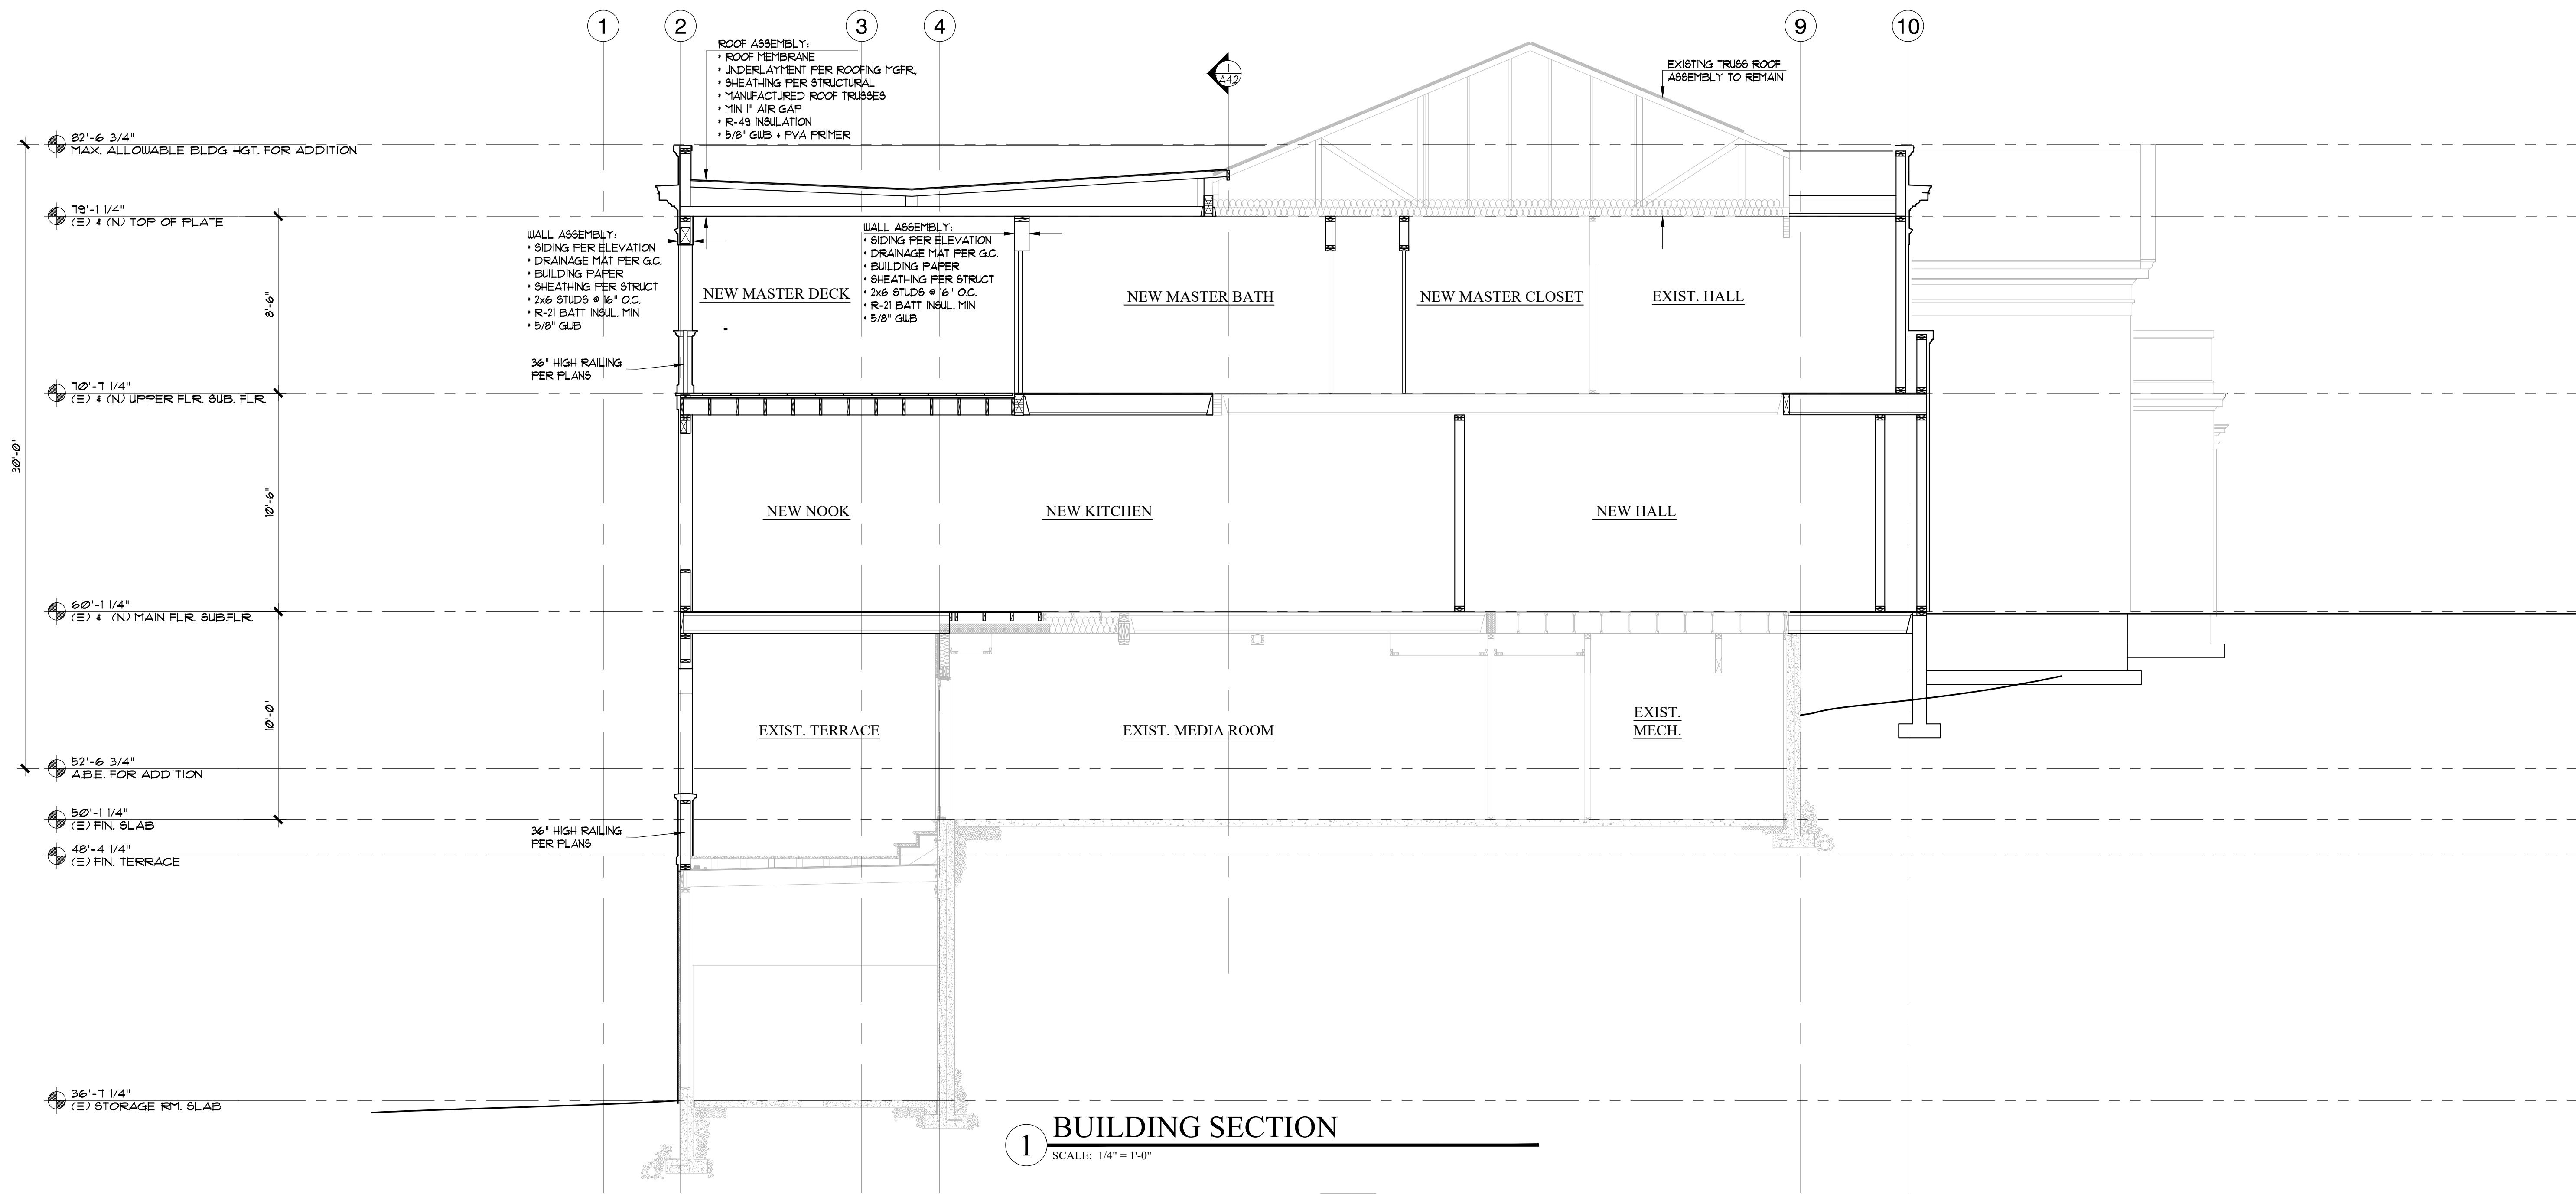 1
2
3
4
9
10
ROOF ASSEMBLY:
• ROOF MEMBRANE
• UNDERLAYMENT PER ROOFING MGFR,
• SHEATHING PER STRUCTURAL
• MANUFACTURED ROOF TRUSSES
• MIN 1" AIR GAP
• R-49 INSULATION
• 5/8" GWB + PVA PRIMER
1
A4.2
EXISTING TRUSS ROOF
ASSEMBLY TO REMAIN
82'-6 3/4"
MAX. ALLOWABLE BLDG HGT. FOR ADDITION
79'-1 1/4"
(E) & (N) TOP OF PLATE
WALL ASSEMBLY:
• SIDING PER ELEVATION
• DRAINAGE MAT PER G.C.
• BUILDING PAPER
• SHEATHING PER STRUCT
• 2x6 STUDS @ 16" O.C.
• R-21 BATT INSUL. MIN
• 5/8" GWB
WALL ASSEMBLY:
• SIDING PER ELEVATION
• DRAINAGE MAT PER G.C.
• BUILDING PAPER
• SHEATHING PER STRUCT
• 2x6 STUDS @ 16" O.C.
• R-21 BATT INSUL. MIN
• 5/8" GWB
NEW MASTER DECK
NEW MASTER BATH
NEW MASTER CLOSET
EXIST. HALL
8'-6"
36" HIGH RAILING
PER PLANS
70'-7 1/4"
(E) & (N) UPPER FLR. SUB. FLR.
30'-0"
10'-6"
NEW NOOK
NEW KITCHEN
NEW HALL
60'-1 1/4"
(E) & (N) MAIN FLR. SUB.FLR.
10'-0"
EXIST. TERRACE
EXIST. MEDIA ROOM
EXIST.
MECH.
52'-6 3/4"
A.B.E. FOR ADDITION
50'-1 1/4"
(E) FIN. SLAB
36" HIGH RAILING
PER PLANS
48'-4 1/4"
(E) FIN. TERRACE
36'-7 1/4"
(E) STORAGE RM. SLAB
1
BUILDING SECTION
SCALE: 1/4" = 1'-0"